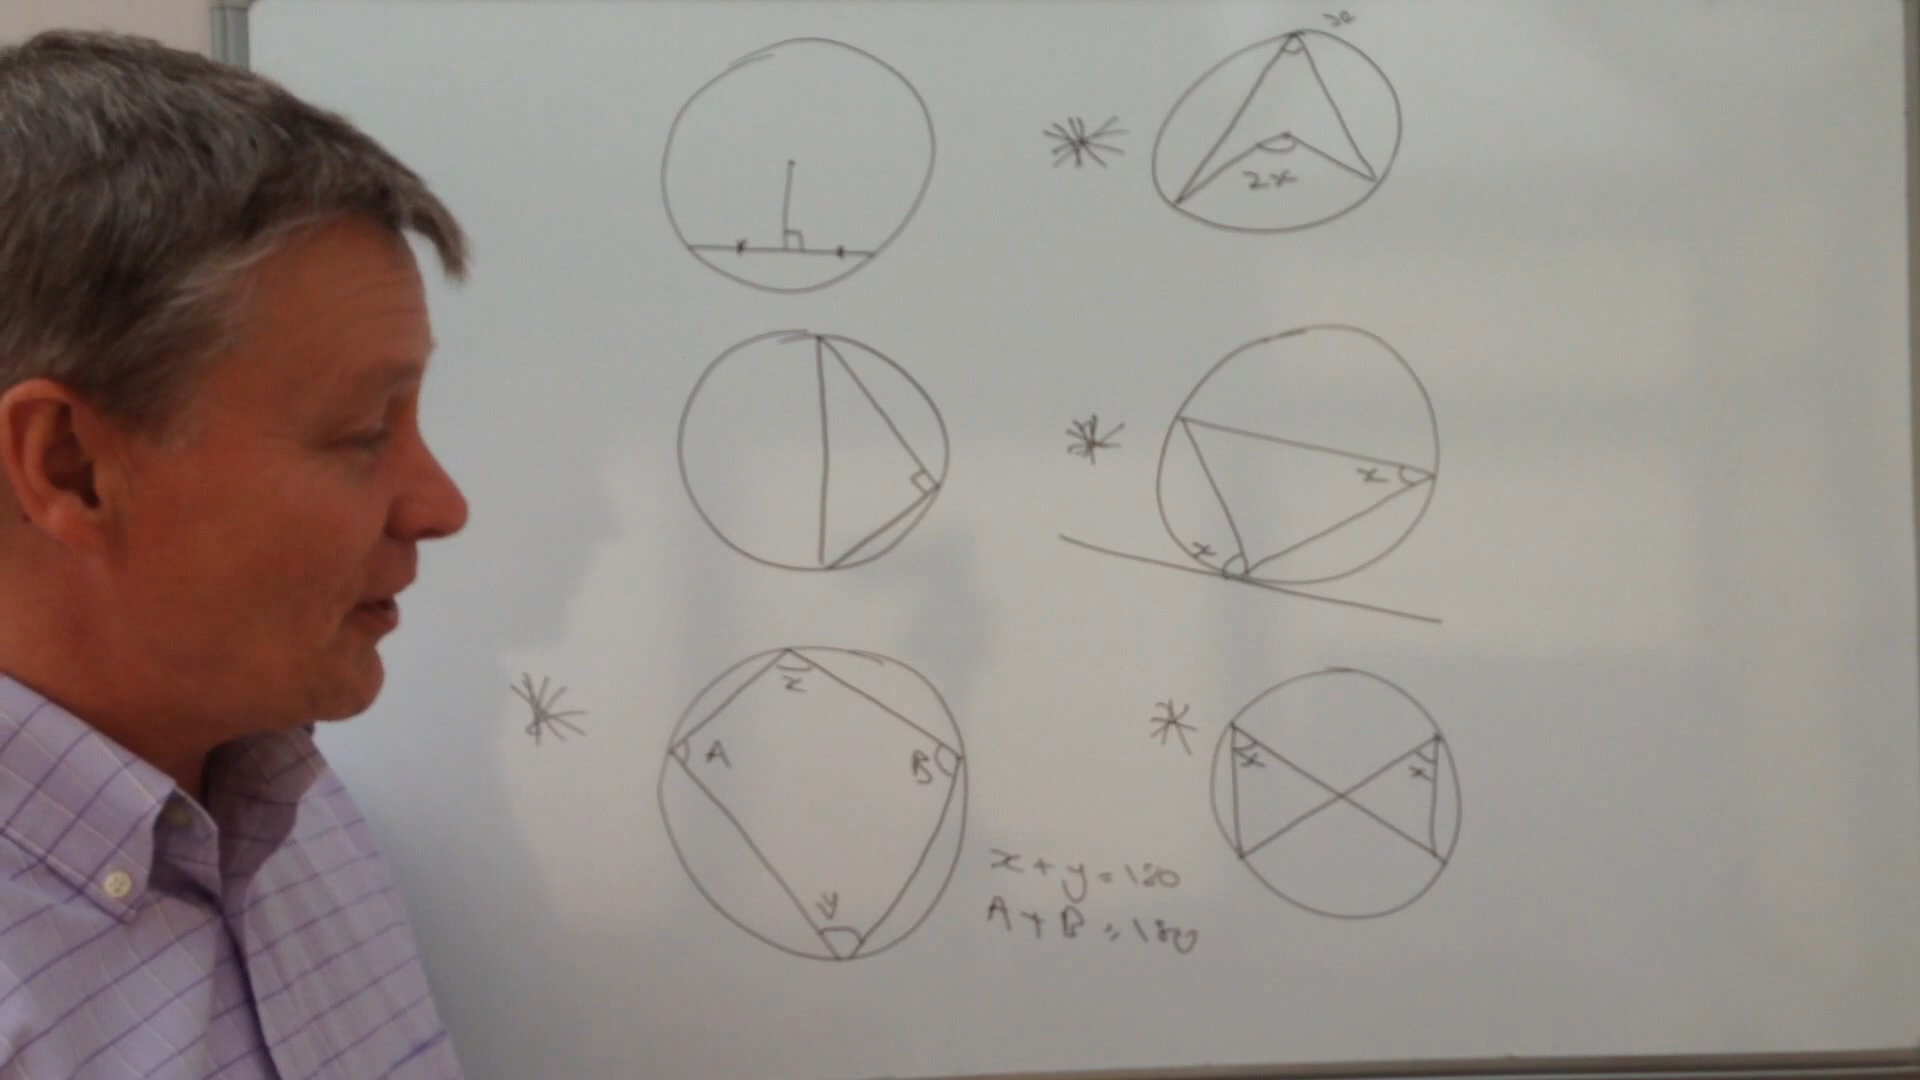 x
2x
x
x
x
A
B
y
x
x
x + y = 180
A + B = 180